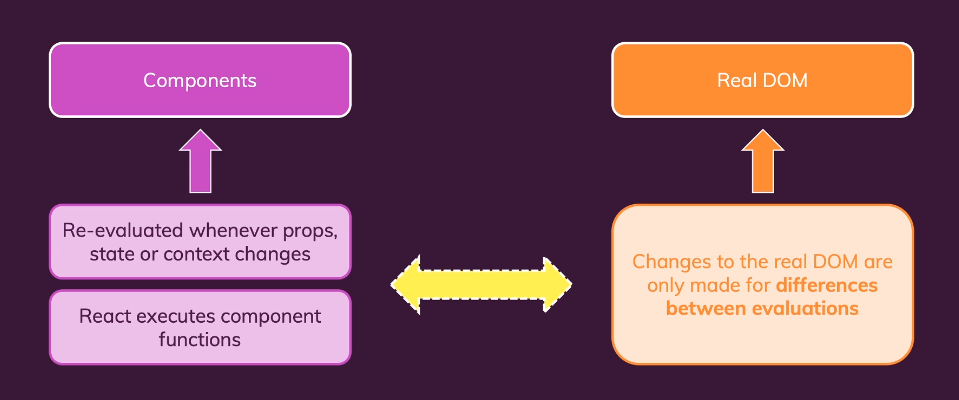 Components
Real DOM
Re-evaluated whenever props,
state or context changes
React executes component
functions
Changes to the real DOM are
only made for differences
between evaluations